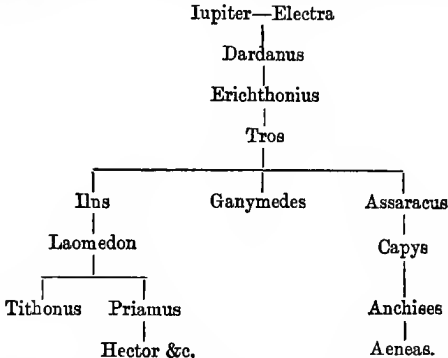 Iupiter—Electra
Dardanus
Erichthonius
Tros
Ilus Ganymedes Assaracus
Laomedon Capys
Tithonus Priamus Anchises
Hector &c. Aeneas.